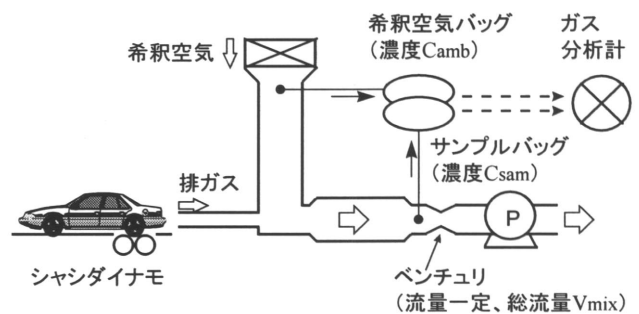 希釈空気
希釈空気バッグ
（濃度Camb）
ガス
分析計
サンプルバッグ
（濃度Csam）
排ガス
P
シャシダイナモ
ベンチュリ
（流量一定、総流量Vmix）